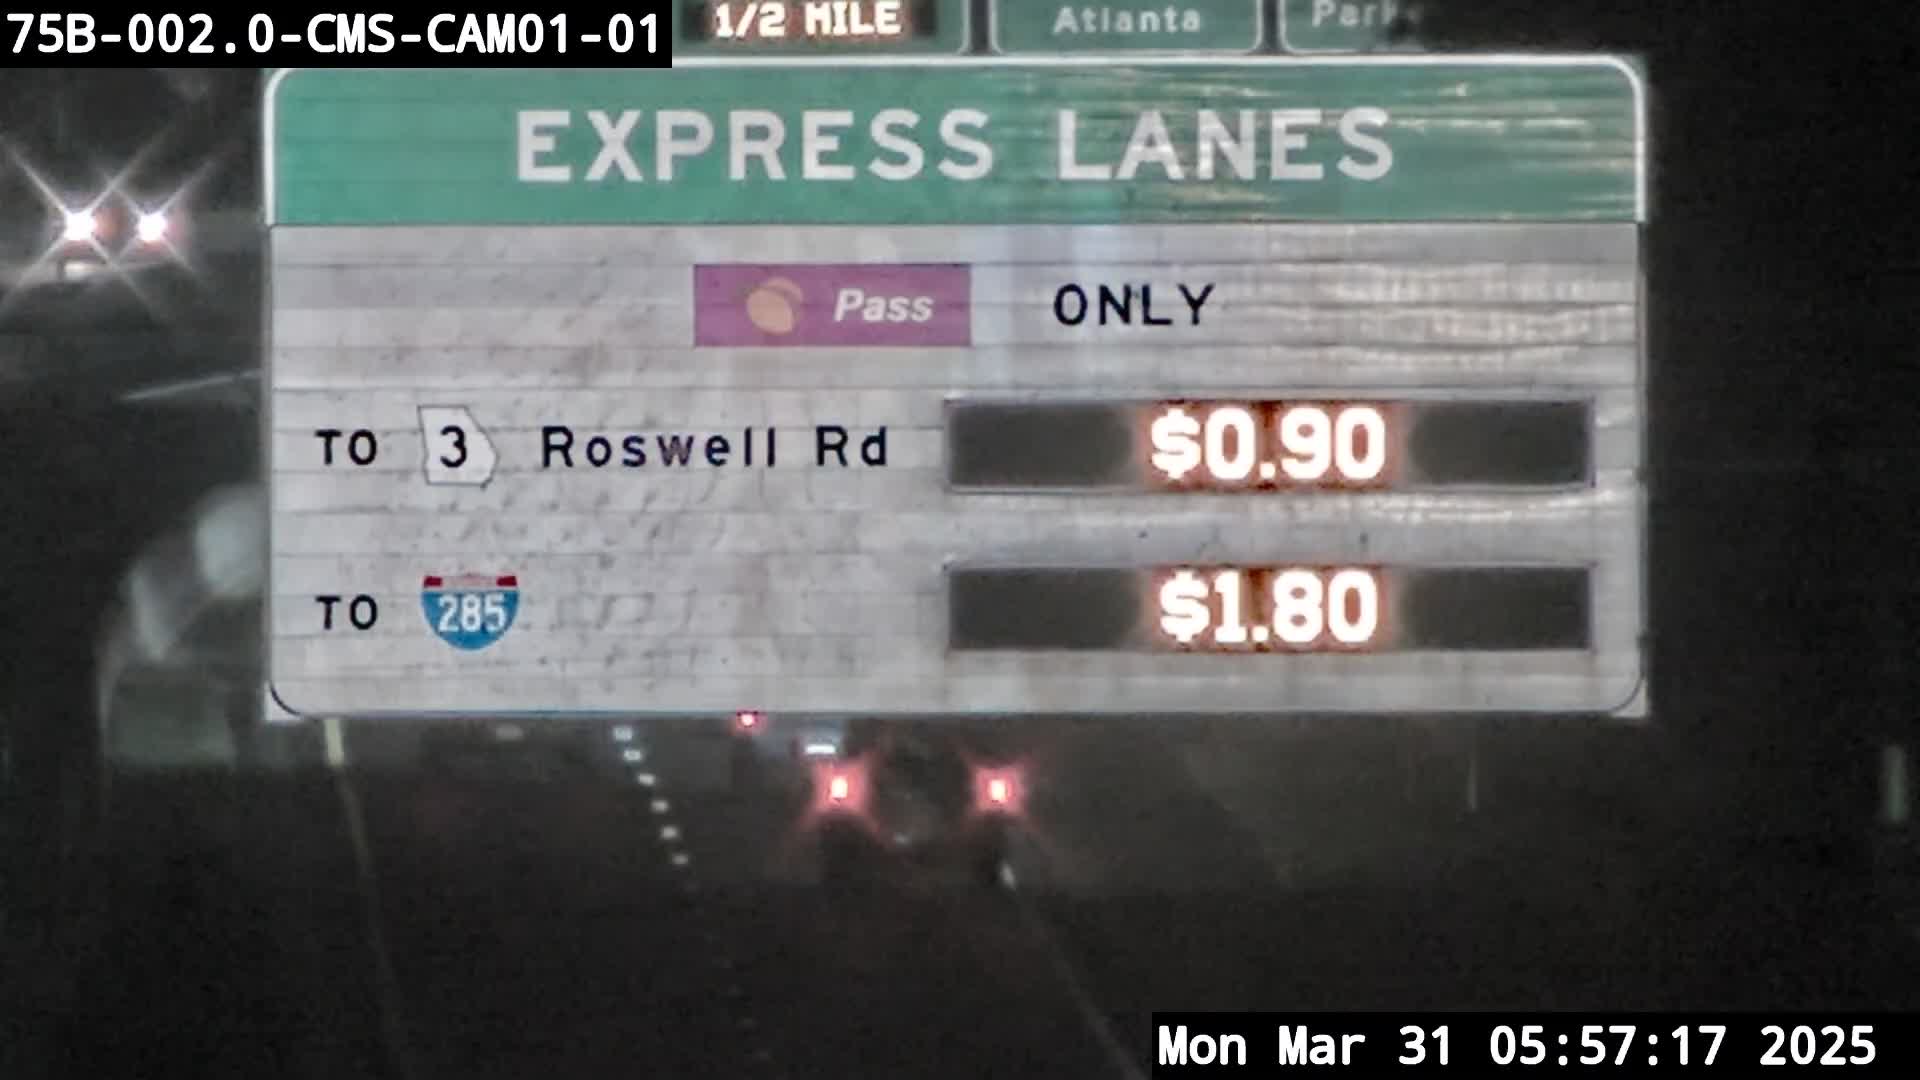 75B-002.0-CMS-CAM01-01
1/2 MILE
Atlanta
EXPRESS LANES
Pass ONLY
TO 3 Roswell Rd $0.90
TO 285 $1.80
Mon Mar 31 05:57:17 2025